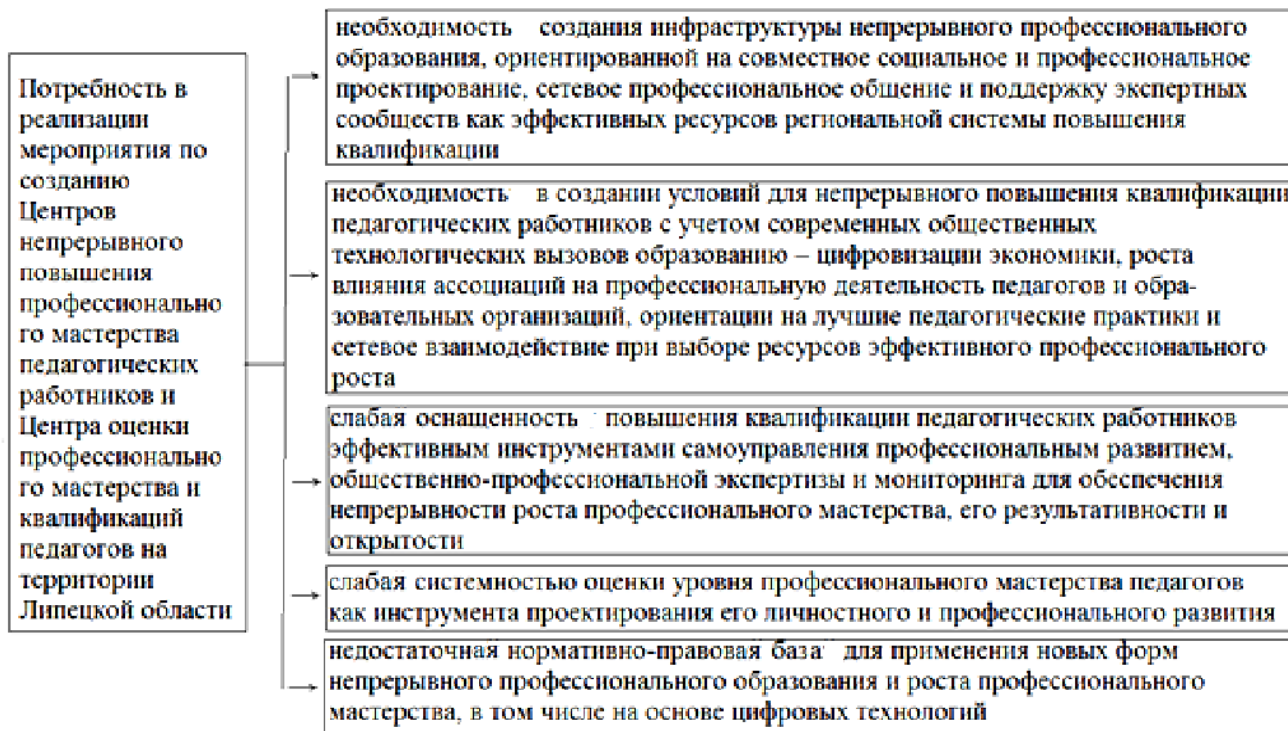 Потребность в
реализации
мероприятия по
созданию
Центров
непрерывного
повышения
профессионально
го мастерства
педагогических
работников и
Центра оценки
профессионально
го мастерства и
квалификаций
педагогов на
территории
Липецкой области
необходимость создания инфраструктуры непрерывного профессионального
образования, ориентированной на совместное социальное и профессиональное
проектирование, сетевое профессиональное общение и поддержку экспертных
сообществ как эффективных ресурсов региональной системы повышения
квалификации
необходимость в создании условий для непрерывного повышения квалификации
педагогических работников с учетом современных общественных
технологических вызовов образованию – цифровизации экономики, роста
влияния ассоциаций на профессиональную деятельность педагогов и обра-
зовательных организаций, ориентации на лучшие педагогические практики и
сетевое взаимодействие при выборе ресурсов эффективного профессионального
роста
слабая оснащенность повышения квалификации педагогических работников
эффективным инструментами самоуправления профессиональным развитием,
общественно-профессиональной экспертизы и мониторинга для обеспечения
непрерывности роста профессионального мастерства, его результативности и
открытости
слабая системностью оценки уровня профессионального мастерства педагогов
как инструмента проектирования его личностного и профессионального развития
недостаточная нормативно-правовая база для применения новых форм
непрерывного профессионального образования и роста профессионального
мастерства, в том числе на основе цифровых технологий